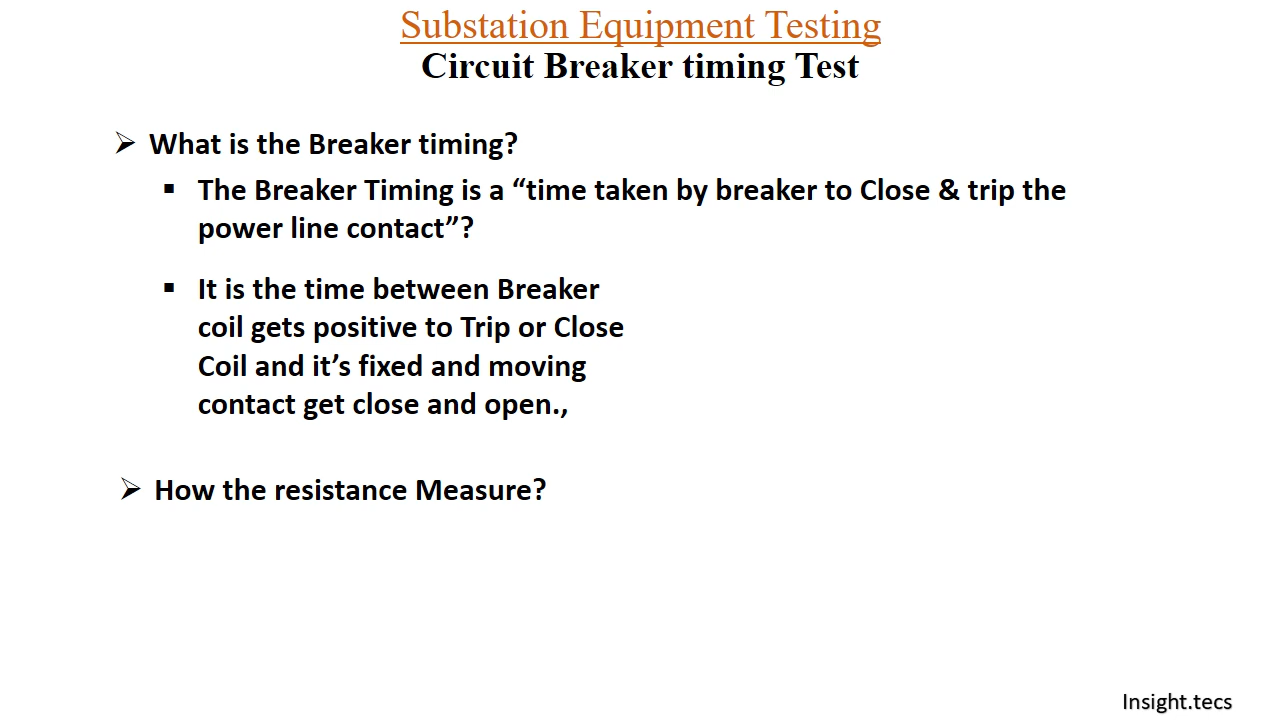 Substation Equipment Testing
Circuit Breaker timing Test
➢ What is the Breaker timing?
▪ The Breaker Timing is a “time taken by breaker to Close & trip the
power line contact”?
▪ It is the time between Breaker
coil gets positive to Trip or Close
Coil and it’s fixed and moving
contact get close and open.,
➢ How the resistance Measure?
Insight.tecs